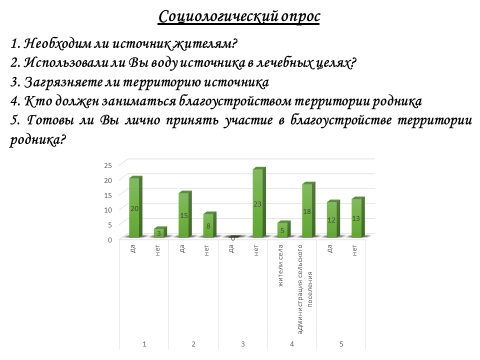 Социологический опрос
1. Необходим ли источник жителям?
2. Использовали ли Вы воду источника в лечебных целях?
3. Загрязняете ли территорию источника
4. Кто должен заниматься благоустройством территории родника
5. Готовы ли Вы лично принять участие в благоустройстве территории
родника?
25
20
15
10
5
0
20
3
15
8
0
23
5
18
12
13
да
нет
да
нет
да
нет
жители села
администрация сельского
поселения
да
нет
1
2
3
4
5